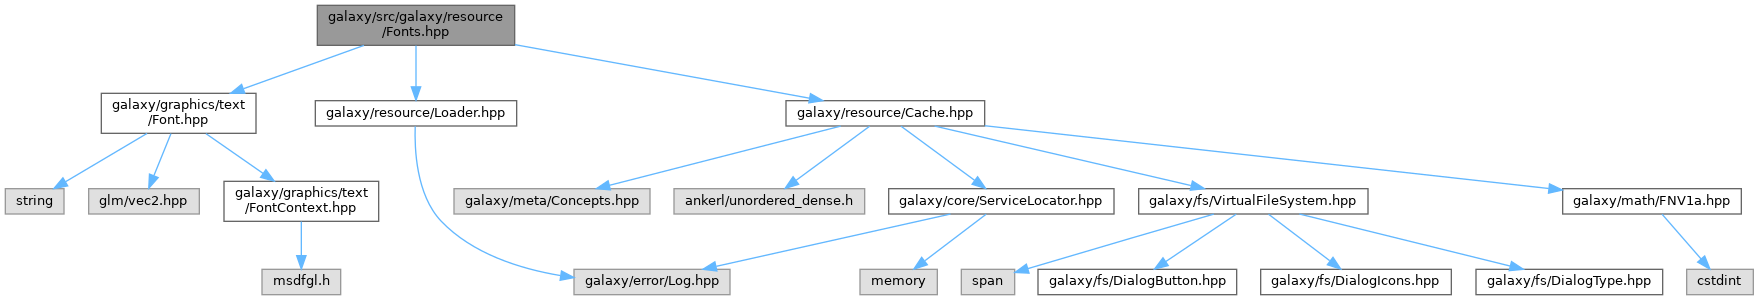 galaxy/src/galaxy/resource
/Fonts.hpp
galaxy/graphics/text
/Font.hpp
galaxy/resource/Loader.hpp
galaxy/resource/Cache.hpp
string
glm/vec2.hpp
galaxy/graphics/text
/FontContext.hpp
galaxy/meta/Concepts.hpp
ankerl/unordered_dense.h
galaxy/core/ServiceLocator.hpp
galaxy/fs/VirtualFileSystem.hpp
galaxy/math/FNV1a.hpp
msdfgl.h
galaxy/error/Log.hpp
memory
span
galaxy/fs/DialogButton.hpp
galaxy/fs/DialogIcons.hpp
galaxy/fs/DialogType.hpp
cstdint